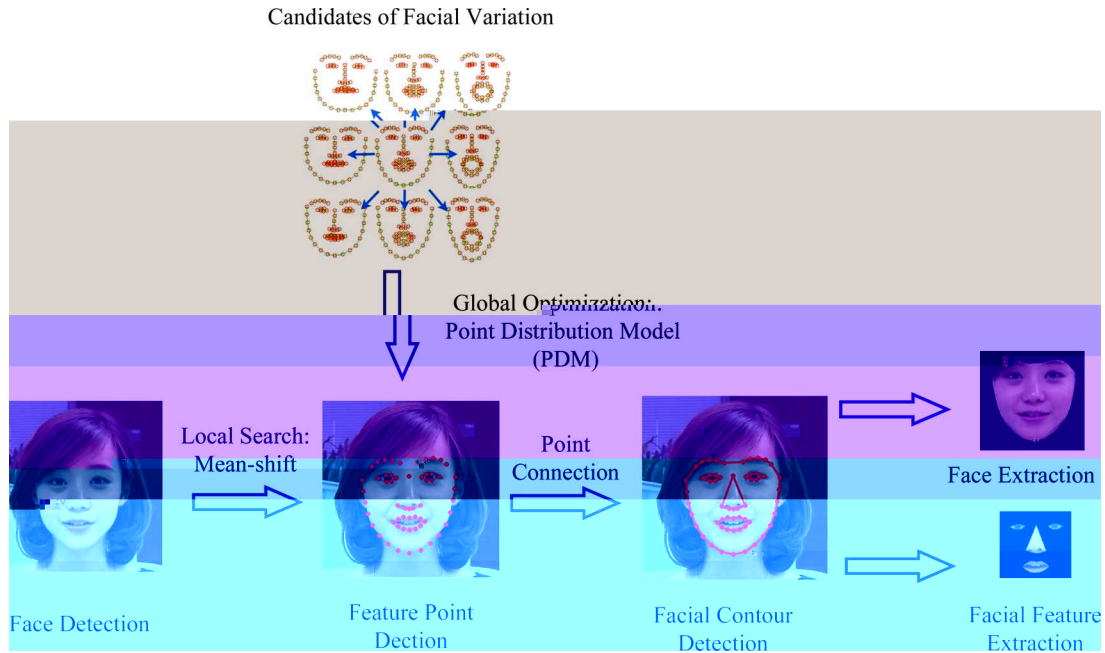 Candidates of Facial Variation
Global Optimization:
Point Distribution Model
(PDM)
Local Search:
Mean-shift
Point
Connection
Face Extraction
Face Detection
Feature Point
Dection
Facial Contour
Detection
Facial Feature
Extraction